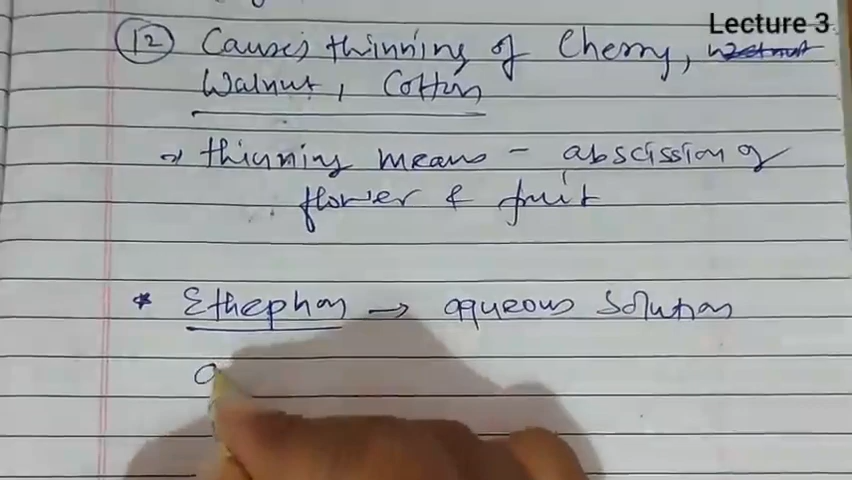 Lecture 3
(12) Causes thinning of Cherry,
Walnut, Cotton
→ thinning means - abscission of
flower & fruit
* Ethephon → aqueous solution